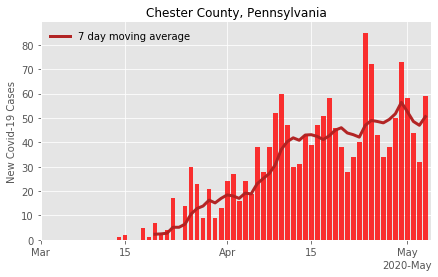 Chester County, Pennsylvania
7 day moving average
New Covid-19 Cases
80
70
60
50
40
30
20
10
0
Mar
15
Apr
15
May
2020-May